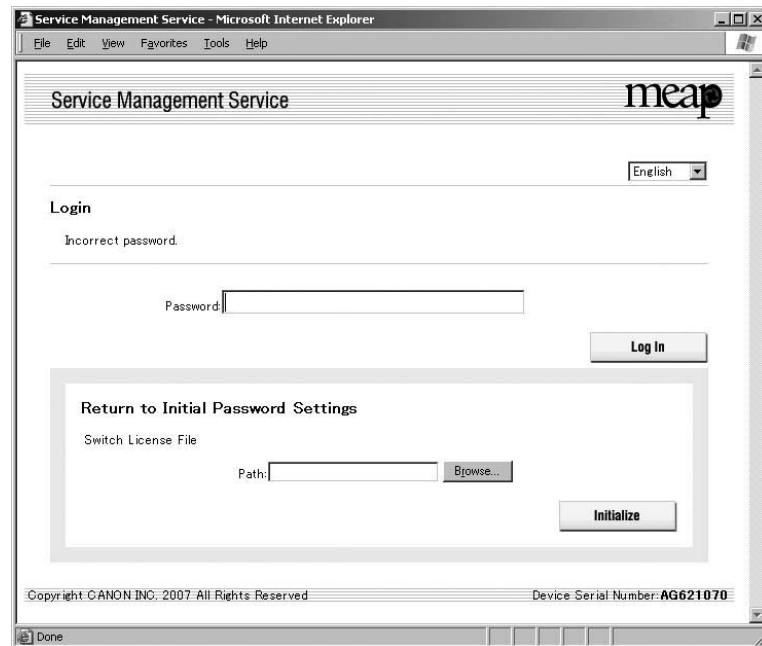 Service Management Service - Microsoft Internet Explorer
File Edit View Favorites Tools Help
Service Management Service
meap
English
Login
Incorrect password.
Password:
Log In
Return to Initial Password Settings
Switch License File
Path:
Browse...
Initialize
Copyright CANON INC. 2007 All Rights Reserved
Device Serial Number:AG621070
Done